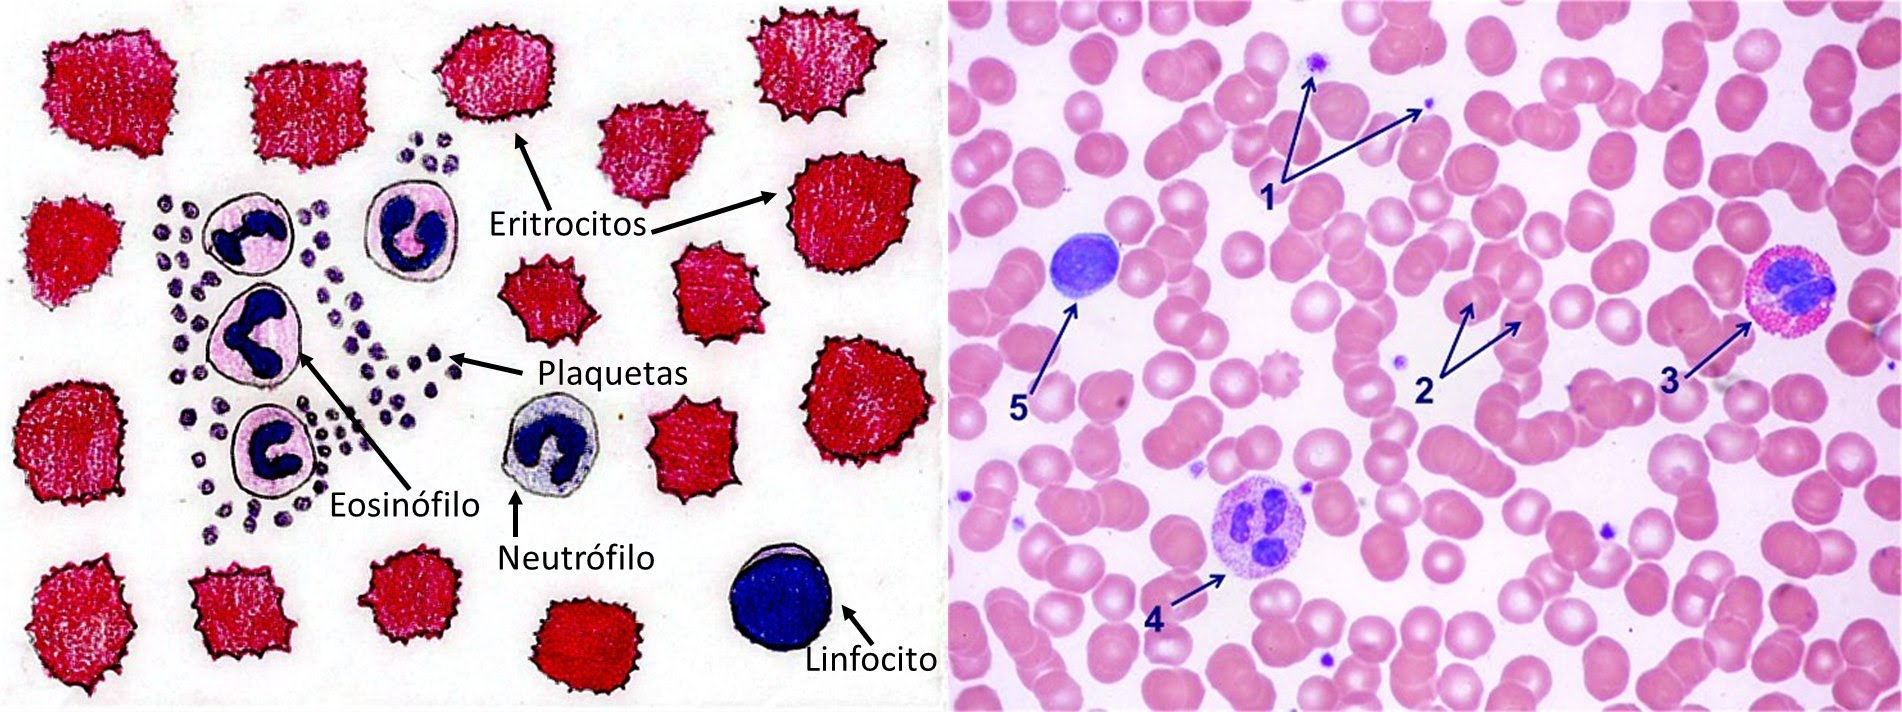 Eritrocitos
Plaquetas
Eosinófilo
Neutrófilo
Linfocito
1
2
3
4
5